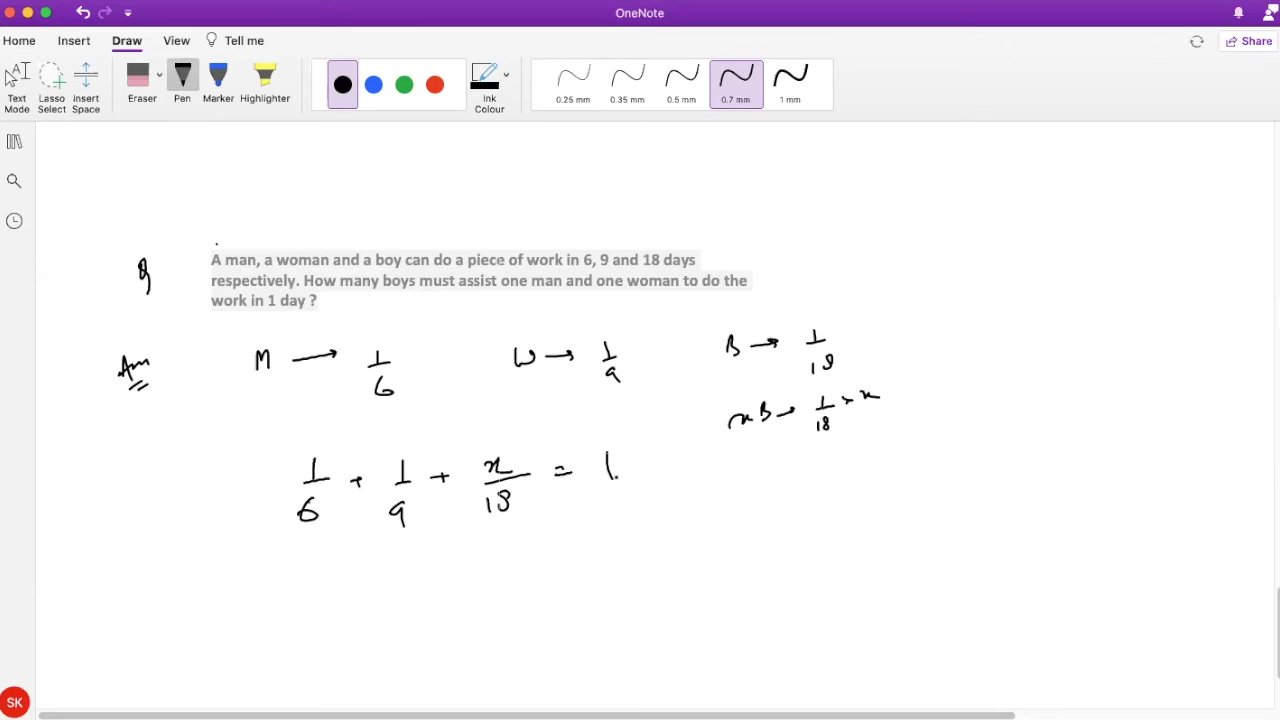 OneNote
Home Insert Draw View Tell me
Share
Text Mode
Lasso Select
Insert Space
Eraser
Pen
Marker
Highlighter
Ink Colour
0.25 mm
0.35 mm
0.5 mm
0.7 mm
1 mm
Q
A man, a woman and a boy can do a piece of work in 6, 9 and 18 days
respectively. How many boys must assist one man and one woman to do the
work in 1 day ?
Ans
M → 1/6 W → 1/9 B → 1/18
xB → 1/18 × x
1/6 + 1/9 + x/18 = 1
SK